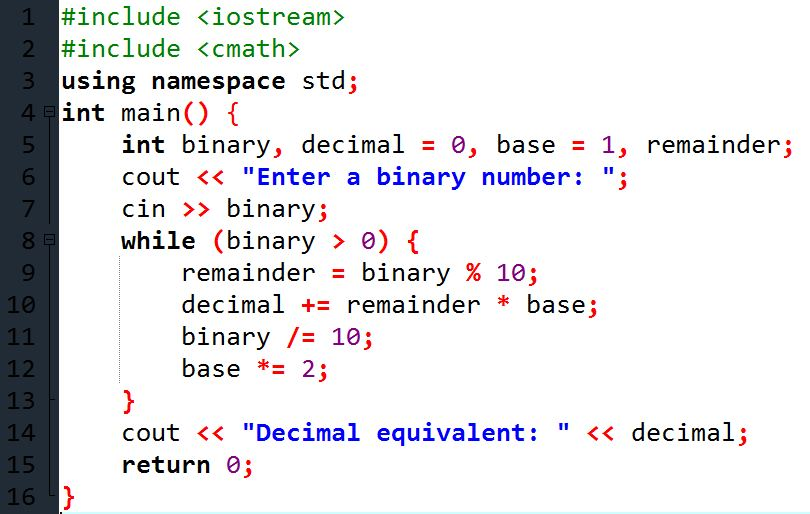 1 #include <iostream>
2 #include <cmath>
3 using namespace std;
4 int main() {
5     int binary, decimal = 0, base = 1, remainder;
6     cout << "Enter a binary number: ";
7     cin >> binary;
8     while (binary > 0) {
9         remainder = binary % 10;
10         decimal += remainder * base;
11         binary /= 10;
12         base *= 2;
13     }
14     cout << "Decimal equivalent: " << decimal;
15     return 0;
16 }